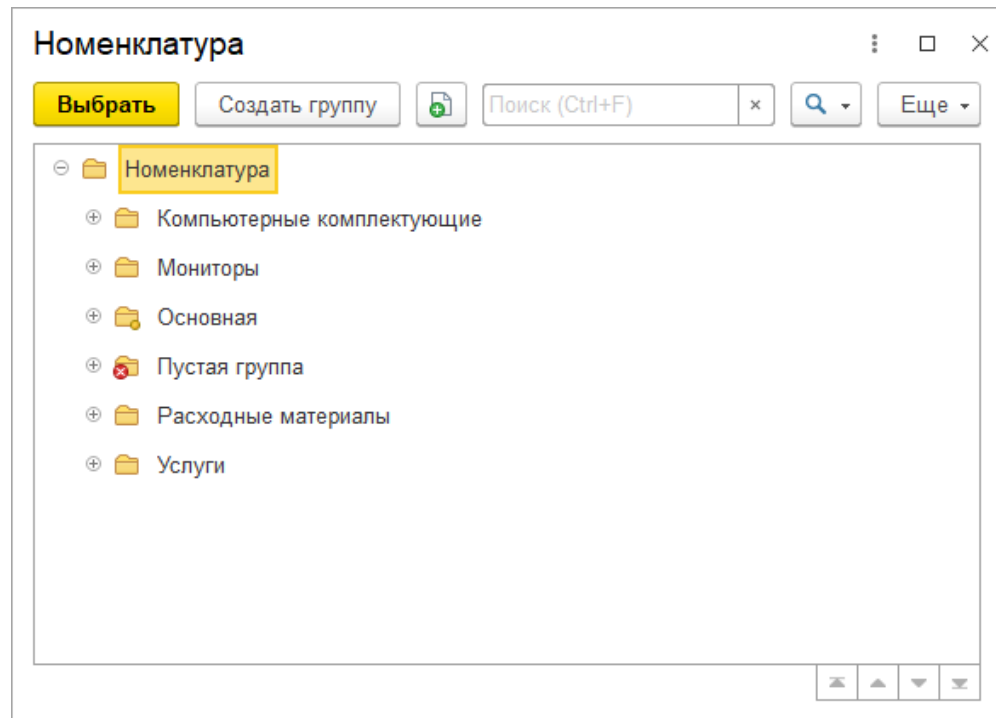 Номенклатура
Выбрать Создать группу Поиск (Ctrl+F) × Еще
Номенклатура
Компьютерные комплектующие
Мониторы
Основная
Пустая группа
Расходные материалы
Услуги